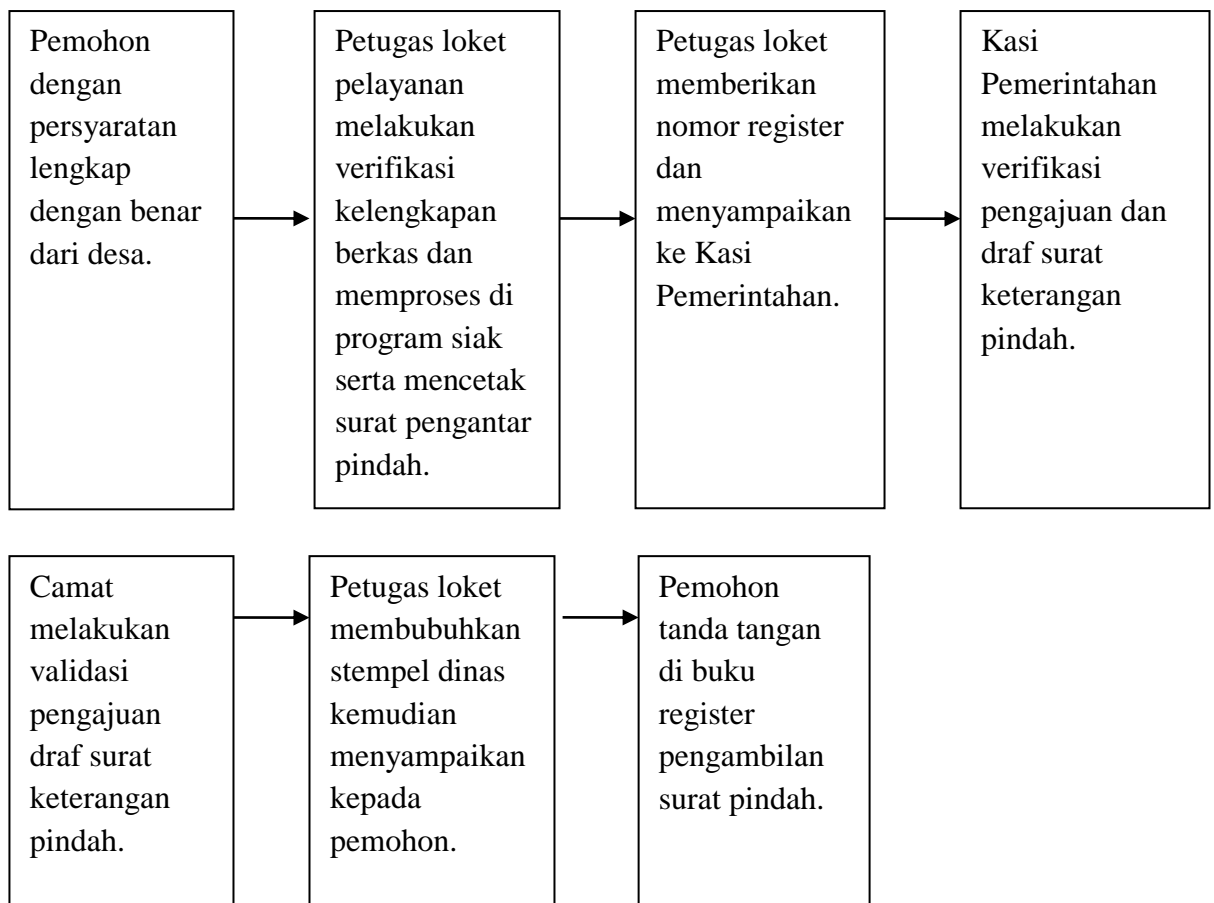 Pemohon
dengan
persyaratan
lengkap
dengan benar
dari desa.
Petugas loket
pelayanan
melakukan
verifikasi
kelengkapan
berkas dan
memproses di
program siak
serta mencetak
surat pengantar
pindah.
Petugas loket
memberikan
nomor register
dan
menyampaikan
ke Kasi
Pemerintahan.
Kasi
Pemerintahan
melakukan
verifikasi
pengajuan dan
draf surat
keterangan
pindah.
Camat
melakukan
validasi
pengajuan
draf surat
keterangan
pindah.
Petugas loket
membubuhkan
stempel dinas
kemudian
menyampaikan
kepada
pemohon.
Pemohon
tanda tangan
di buku
register
pengambilan
surat pindah.